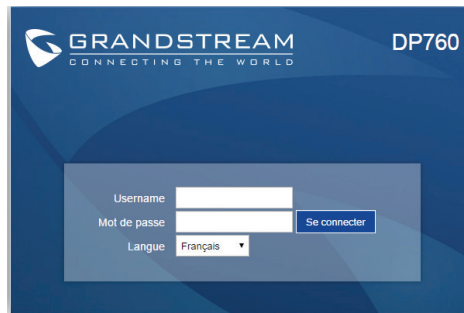 GRANDSTREAM
CONNECTING THE WORLD
DP760
Username
Mot de passe
Se connecter
Langue
Français